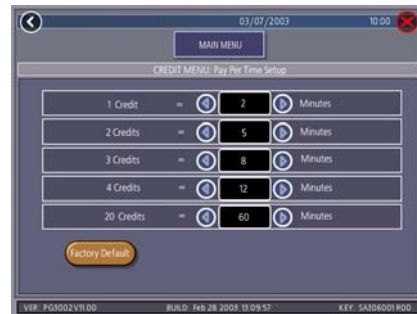 03/07/2003 10:00
MAIN MENU
CREDIT MENU: Pay Per Time Setup
1 Credit = 2 Minutes
2 Credits = 5 Minutes
3 Credits = 8 Minutes
4 Credits = 12 Minutes
20 Credits = 60 Minutes
Factory Default
VER: PG3002V11.00 BUILD: Feb 28 2003 13:09:57 KEY: SA306001 R00